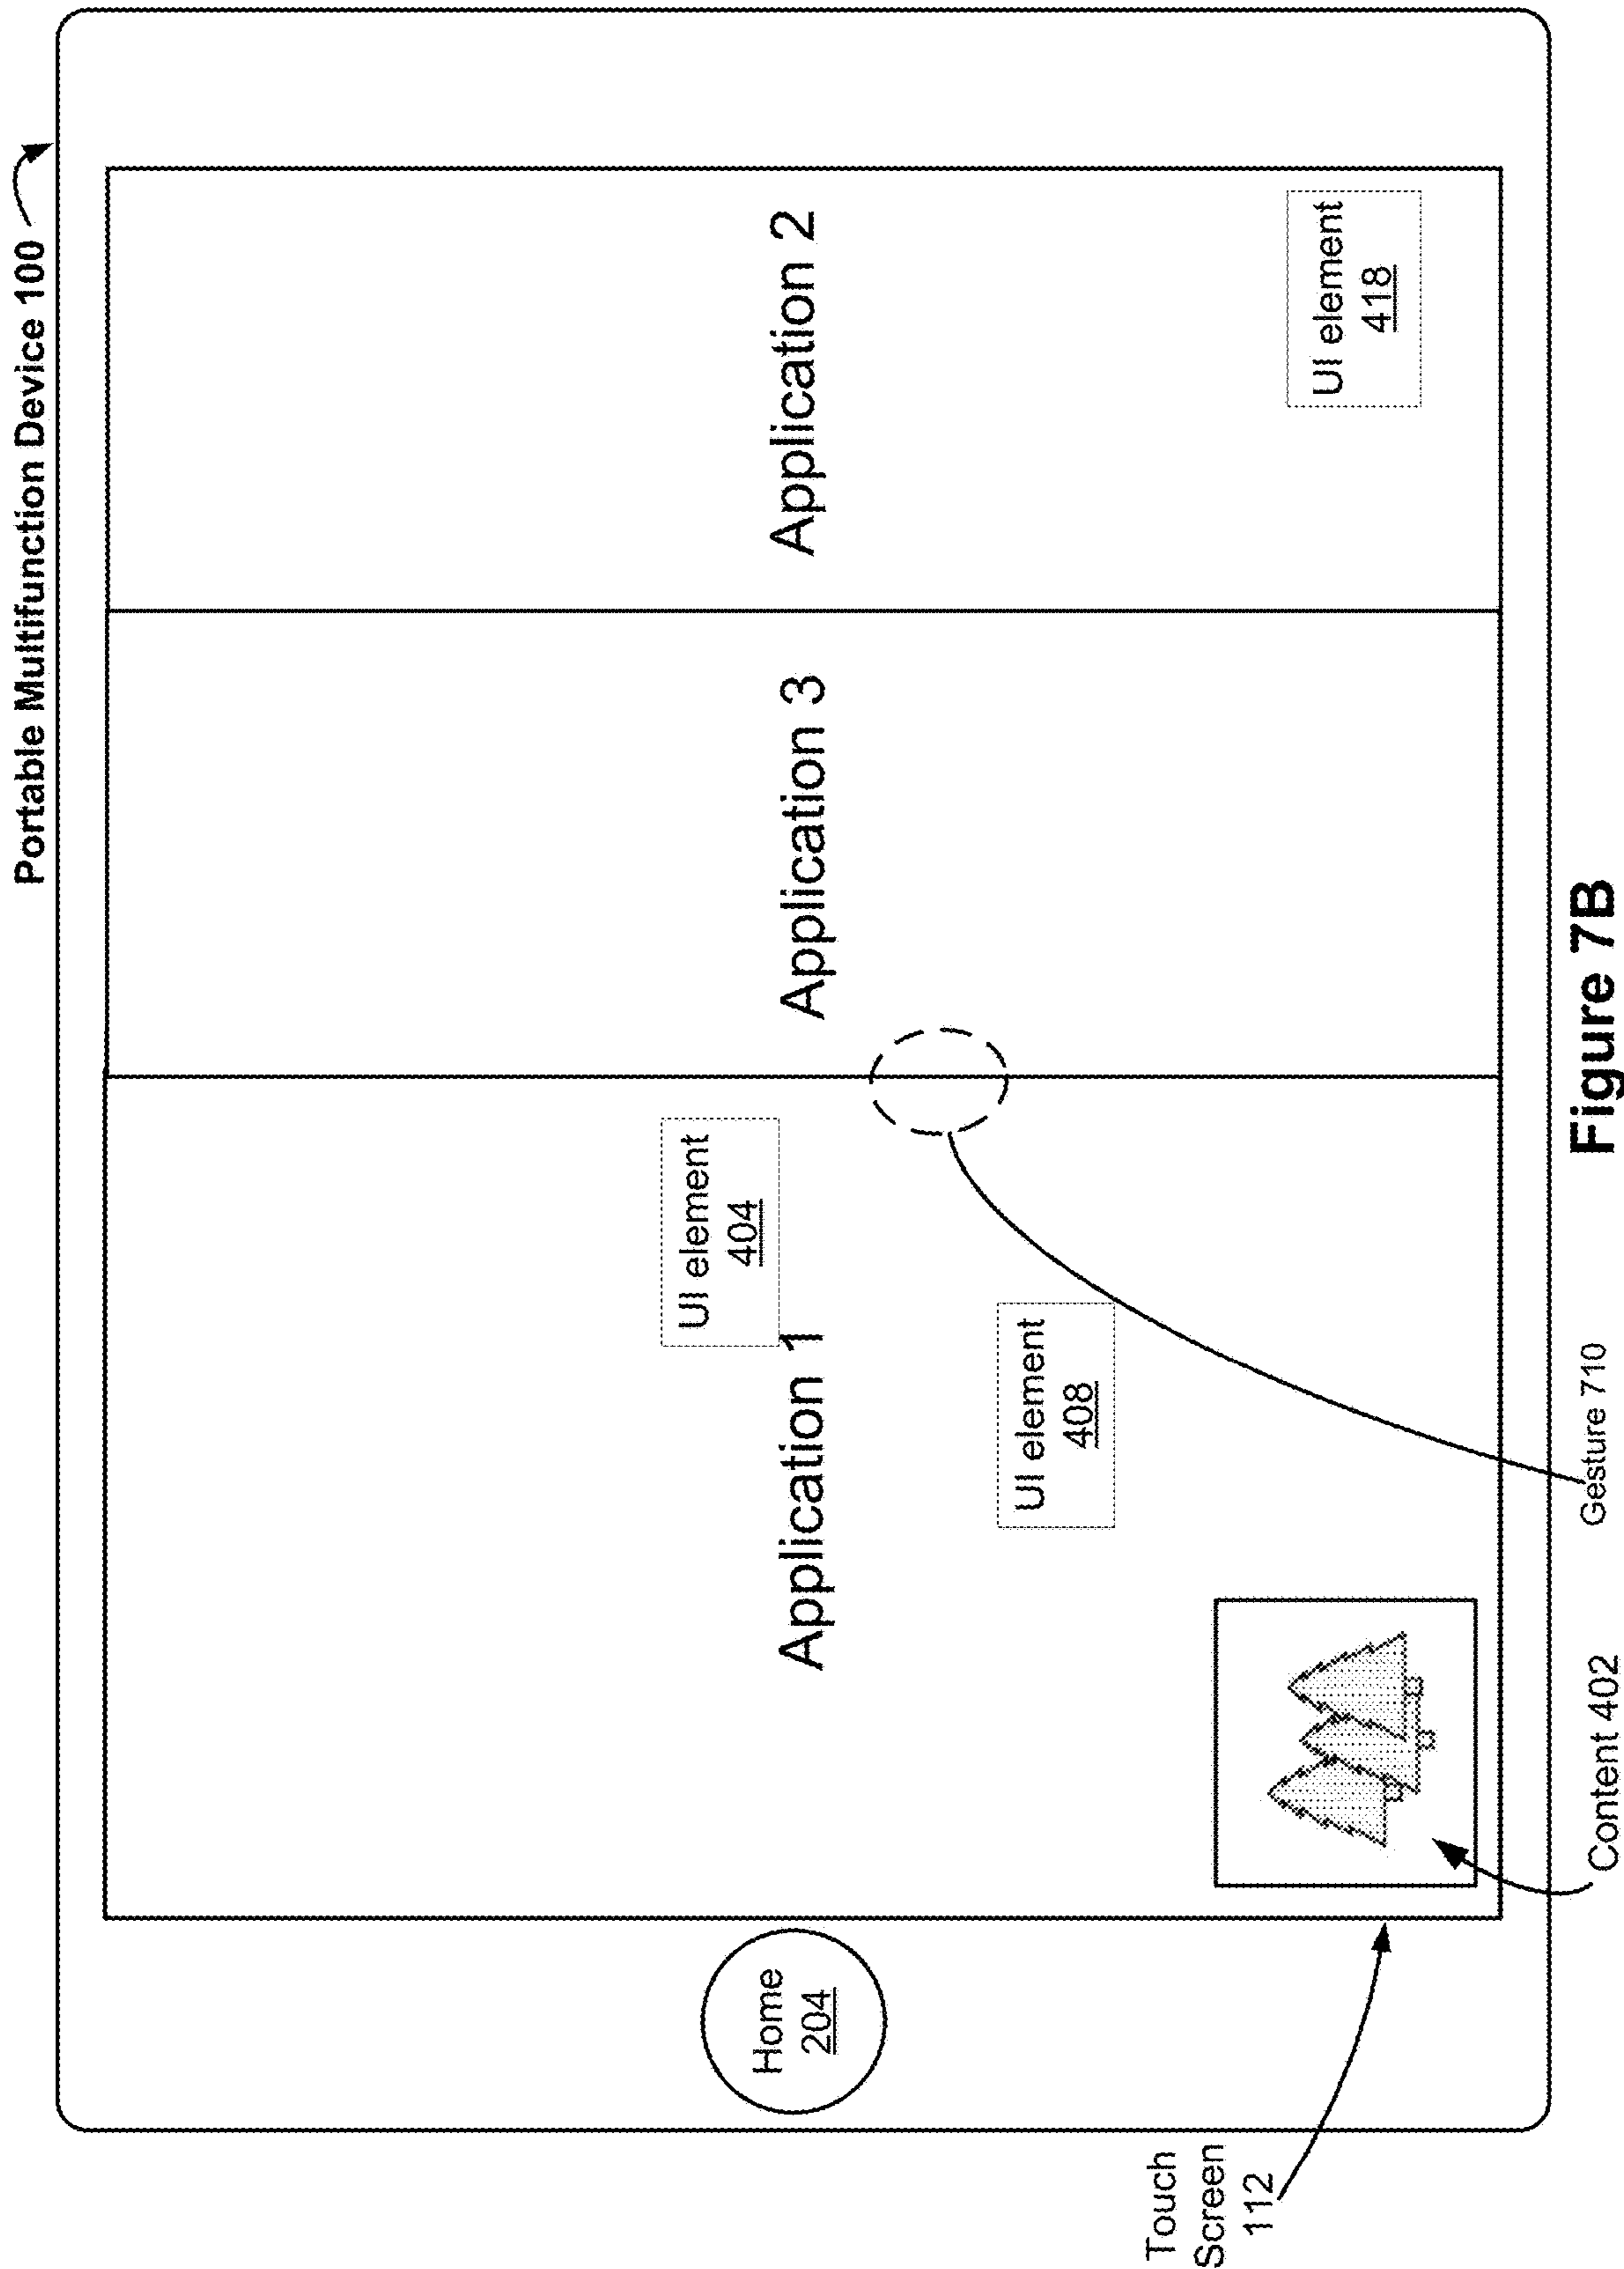 Portable Multifunction Device 100
Home
204
Application 1
UI element
404
UI element
408
Application 3
Application 2
UI element
418
Touch
Screen
112
Content 402
Gesture 710
Figure 7B